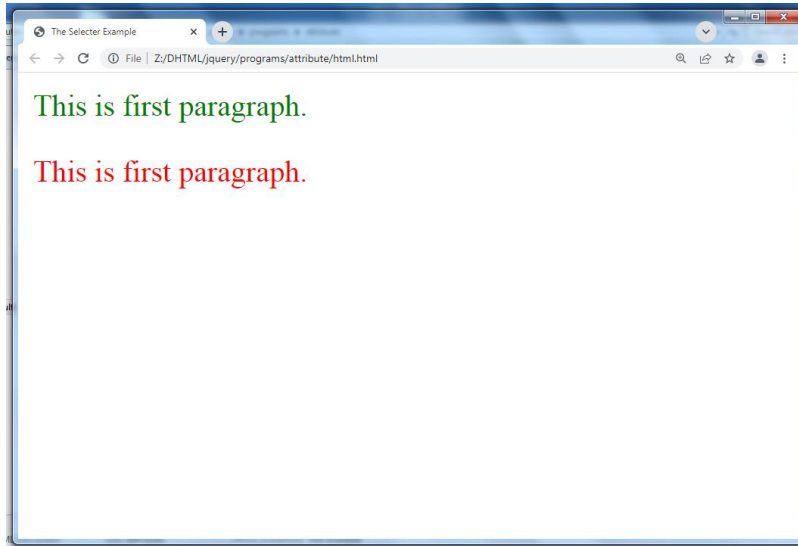 The Selecter Example
File | Z:/DHTML/jquery/programs/attribute/html.html
This is first paragraph.
This is first paragraph.